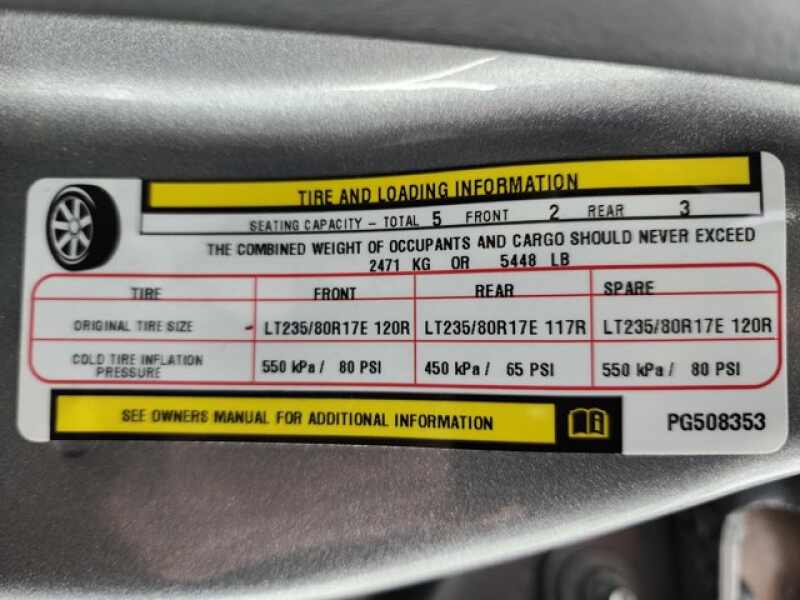 TIRE AND LOADING INFORMATION
SEATING CAPACITY - TOTAL 5 FRONT 2 REAR 3
THE COMBINED WEIGHT OF OCCUPANTS AND CARGO SHOULD NEVER EXCEED
2471 KG OR 5448 LB
TIRE FRONT REAR SPARE
ORIGINAL TIRE SIZE LT235/80R17E 120R LT235/80R17E 117R LT235/80R17E 120R
COLD TIRE INFLATION PRESSURE 550 kPa / 80 PSI 450 kPa / 65 PSI 550 kPa / 80 PSI
SEE OWNERS MANUAL FOR ADDITIONAL INFORMATION
PG508353